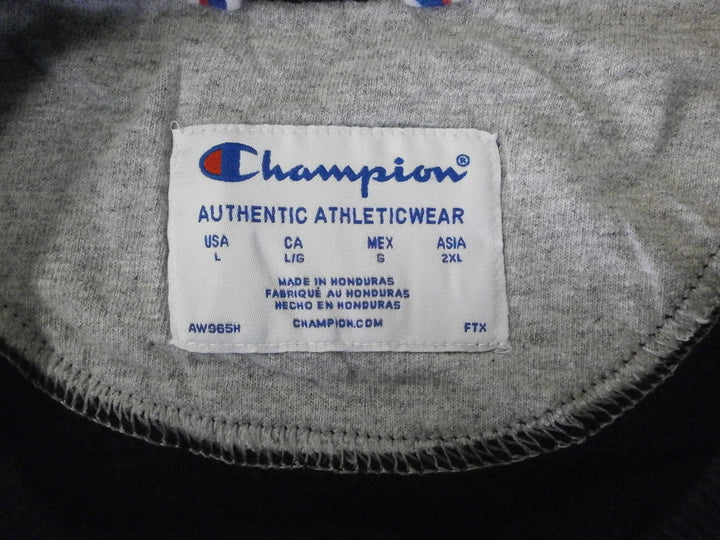 Champion®
AUTHENTIC ATHLETICWEAR
USA CA MEX ASIA
L L/G G 2XL
MADE IN HONDURAS
FABRIQUÉ AU HONDURAS
HECHO EN HONDURAS
AW965H CHAMPION.COM FTX